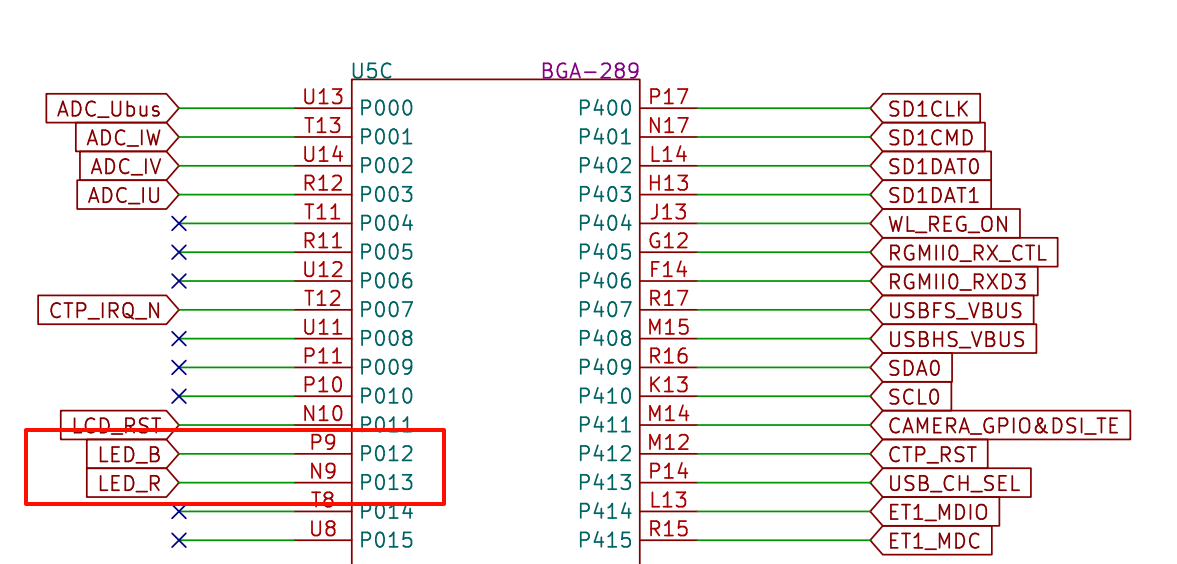 U5C BGA-289
ADC_Ubus U13 P000 P400 P17 SD1CLK
ADC_IW T13 P001 P401 N17 SD1CMD
ADC_IV U14 P002 P402 L14 SD1DAT0
ADC_IU R12 P003 P403 H13 SD1DAT1
T11 P004 P404 J13 WL_REG_ON
R11 P005 P405 G12 RGMII0_RX_CTL
U12 P006 P406 F14 RGMII0_RXD3
CTP_IRQ_N T12 P007 P407 R17 USBFS_VBUS
U11 P008 P408 M15 USBHS_VBUS
P11 P009 P409 R16 SDA0
P10 P010 P410 K13 SCL0
LCD_RST N10 P011 P411 M14 CAMERA_GPIO&DSI_TE
LED_B P9 P012 P412 M12 CTP_RST
LED_R N9 P013 P413 P14 USB_CH_SEL
T8 P014 P414 L13 ET1_MDIO
U8 P015 P415 R15 ET1_MDC